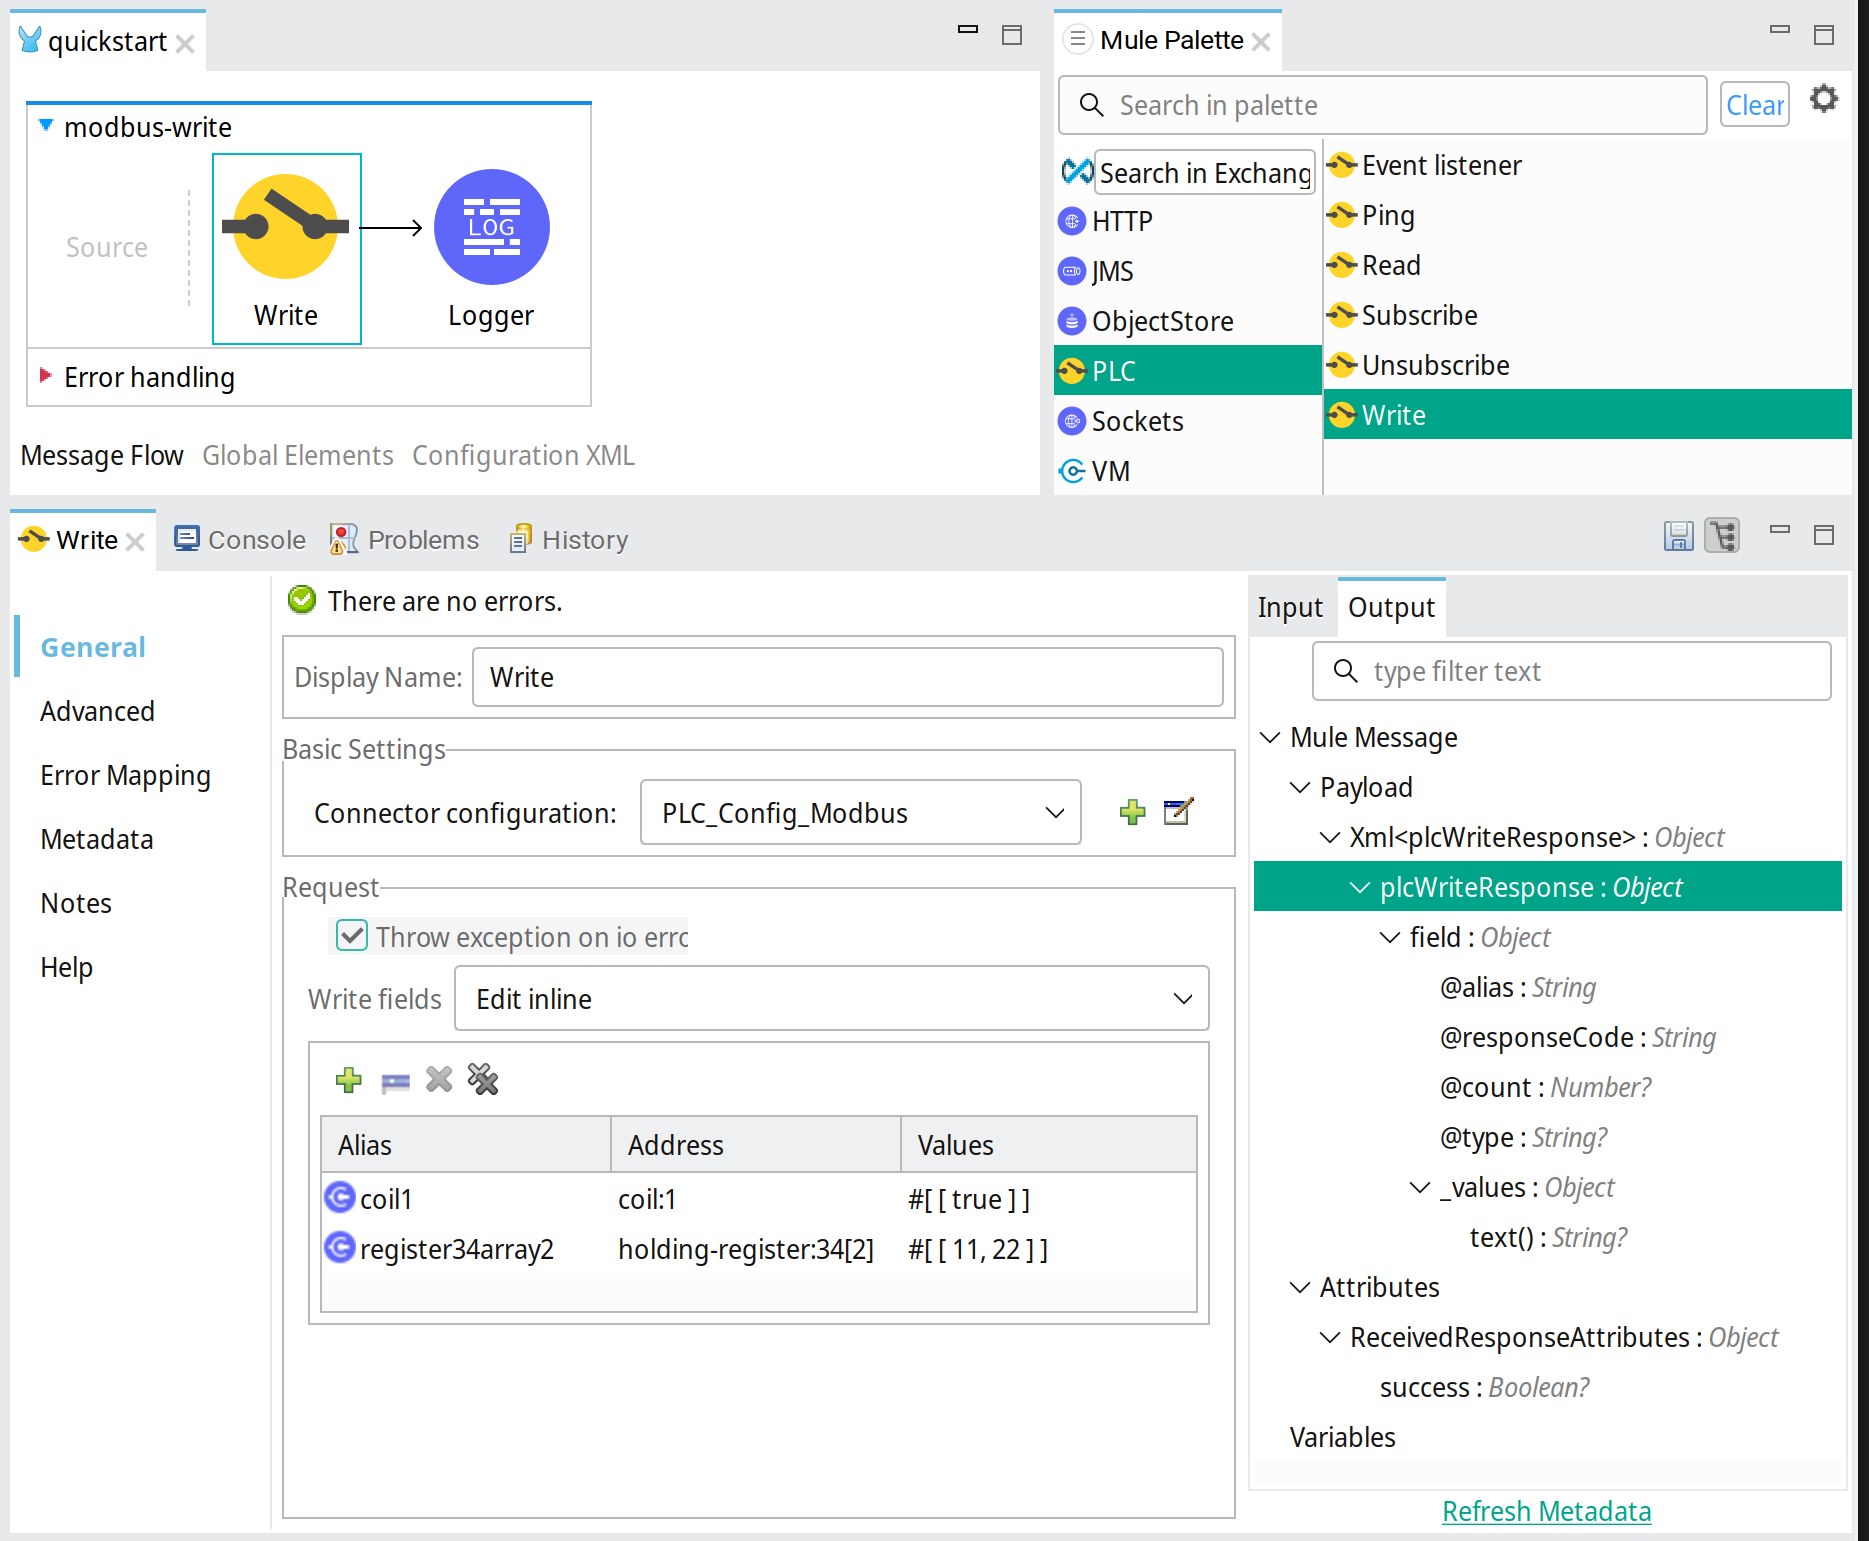 quickstart
modbus-write
Source
Write
LOG
Logger
Error handling
Message Flow Global Elements Configuration XML
Mule Palette
Search in palette
Clear
Search in Exchang
HTTP
JMS
ObjectStore
PLC
Sockets
VM
Event listener
Ping
Read
Subscribe
Unsubscribe
Write
Write Console Problems History
General
Advanced
Error Mapping
Metadata
Notes
Help
There are no errors.
Display Name: Write
Basic Settings
Connector configuration: PLC_Config_Modbus
Request
Throw exception on io erro
Write fields Edit inline
Alias Address Values
coil1 coil:1 #[ [ true ] ]
register34array2 holding-register:34[2] #[ [ 11, 22 ] ]
Input Output
type filter text
Mule Message
Payload
Xml<plcWriteResponse> : Object
plcWriteResponse : Object
field : Object
@alias : String
@responseCode : String
@count : Number?
@type : String?
_values : Object
text() : String?
Attributes
ReceivedResponseAttributes : Object
success : Boolean?
Variables
Refresh Metadata